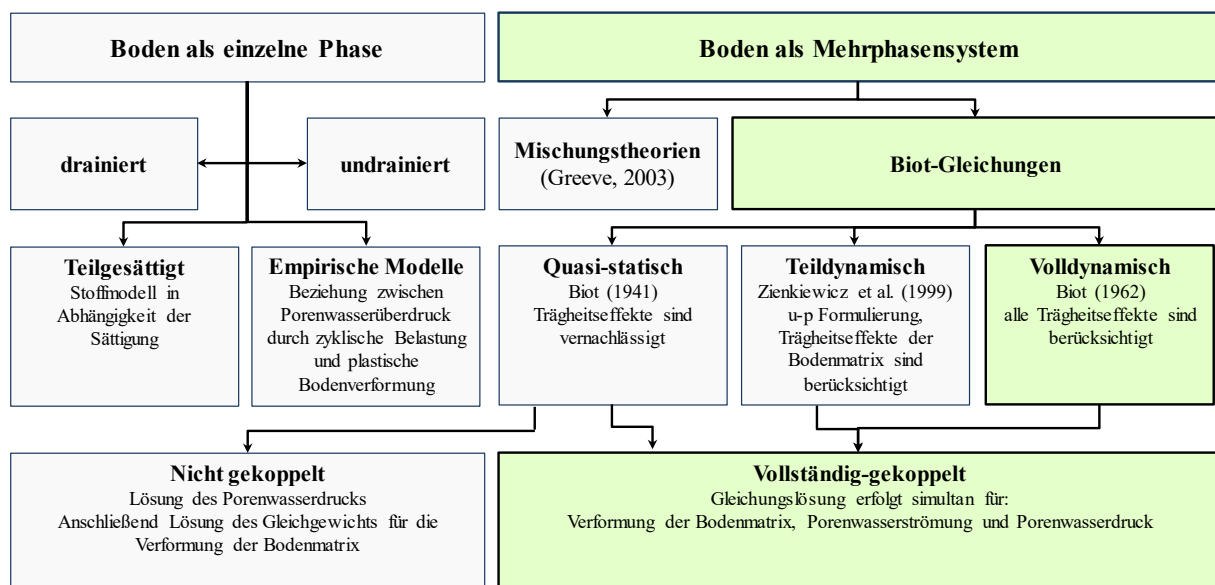 Boden als einzelne Phase
Boden als Mehrphasensystem
drainiert
undrainiert
Mischungstheorien
(Greeve, 2003)
Biot-Gleichungen
Teilgesättigt
Stoffmodell in
Abhängigkeit der
Sättigung
Empirische Modelle
Beziehung zwischen
Porenwasserüberdruck
durch zyklische Belastung
und plastische
Bodenverformung
Quasi-statisch
Biot (1941)
Trägheitseffekte sind
vernachlässigt
Teildynamisch
Zienkiewicz et al. (1999)
u-p Formulierung,
Trägheitseffekte der
Bodenmatrix sind
berücksichtigt
Volldynamisch
Biot (1962)
alle Trägheitseffekte sind
berücksichtigt
Nicht gekoppelt
Lösung des Porenwasserdrucks
Anschließend Lösung des Gleichgewichts für die
Verformung der Bodenmatrix
Vollständig-gekoppelt
Gleichungslösung erfolgt simultan für:
Verformung der Bodenmatrix, Porenwasserströmung und Porenwasserdruck